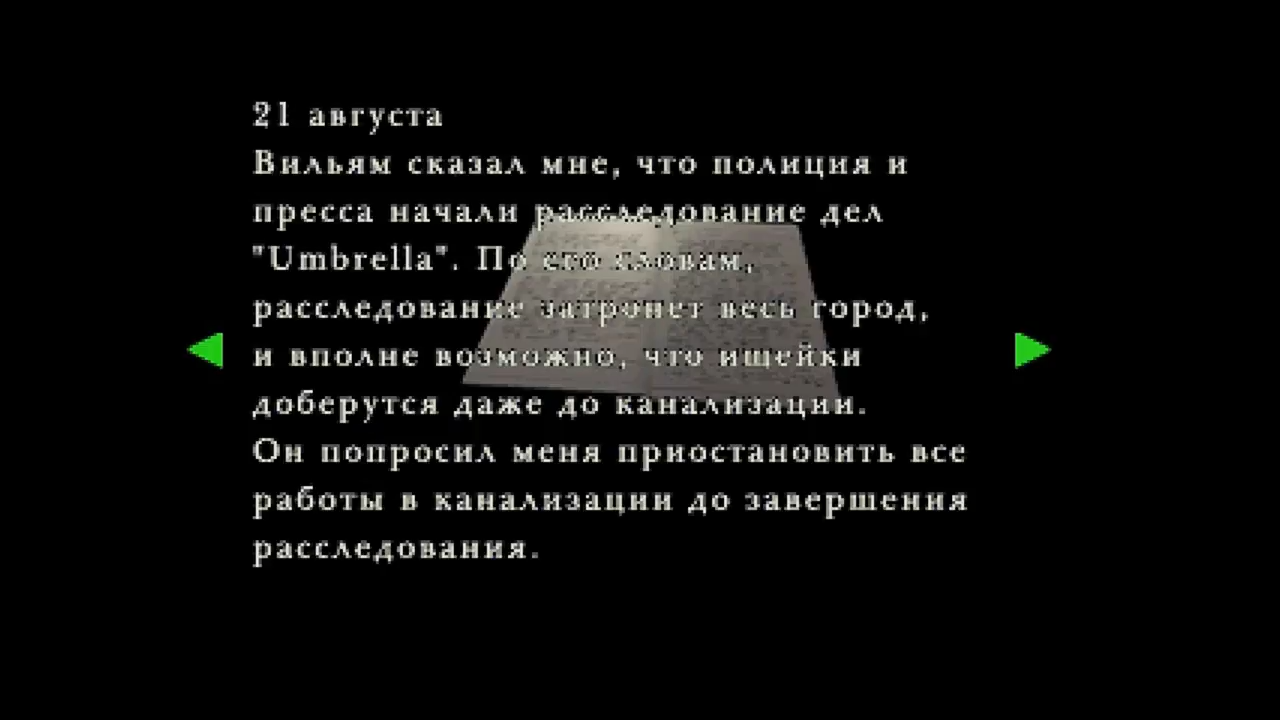 21 августа
Вильям сказал мне, что полиция и
пресса начали расследование дел
"Umbrella". По его словам,
расследование затронет весь город,
и вполне возможно, что ищейки
доберутся даже до канализации.
Он попросил меня приостановить все
работы в канализации до завершения
расследования.